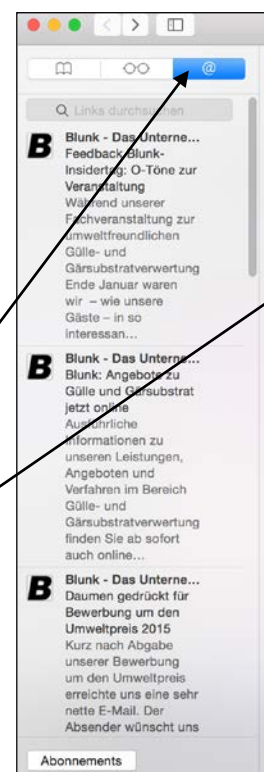 @
Links durchsuchen
B
Blunk - Das Unterne...
Feedback Blunk-
Insidertag: O-Töne zur
Veranstaltung
Während unserer
Fachveranstaltung zur
umweltfreundlichen
Gülle- und
Gärsubstratverwertung
Ende Januar waren
wir – wie unsere
Gäste – in so
interessan...
B
Blunk - Das Unterne...
Blunk: Angebote zu
Gülle und Gärsubstrat
jetzt online
Ausführliche
Informationen zu
unseren Leistungen,
Angeboten und
Verfahren im Bereich
Gülle- und
Gärsubstratverwertung
finden Sie ab sofort
auch online...
B
Blunk - Das Unterne...
Daumen gedrückt für
Bewerbung um den
Umweltpreis 2015
Kurz nach Abgabe
unserer Bewerbung
um den Umweltpreis
erreichte uns eine sehr
nette E-Mail. Der
Absender wünscht uns
Abonnements